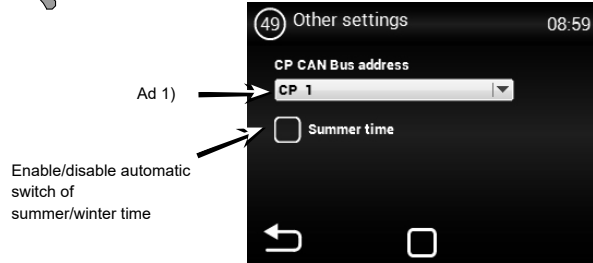 49 Other settings 08:59
CP CAN Bus address
Ad 1)
CP 1
Summer time
Enable/disable automatic
switch of
summer/winter time